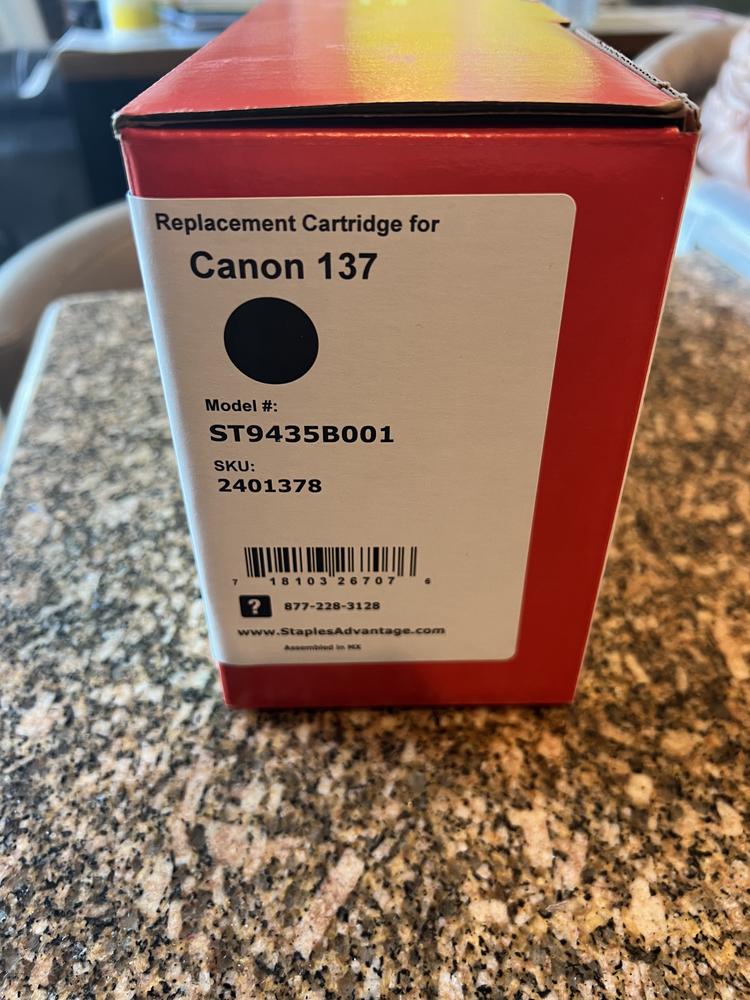 Replacement Cartridge for
Canon 137
Model #:
ST9435B001
SKU:
2401378
7 18103 26707 6
? 877-228-3128
www.StaplesAdvantage.com
Assembled in MX